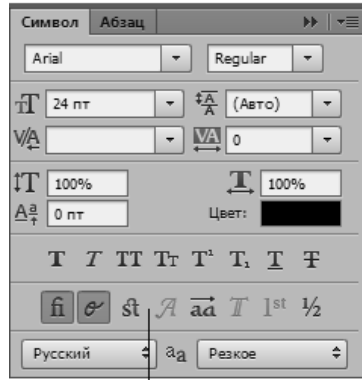 Символ Абзац
Arial Regular
24 пт (Авто)
0
100% 100%
0 пт Цвет:
T T TT Tт T¹ T₁ T T
fi st A ad T 1st ½
Русский aa Резкое